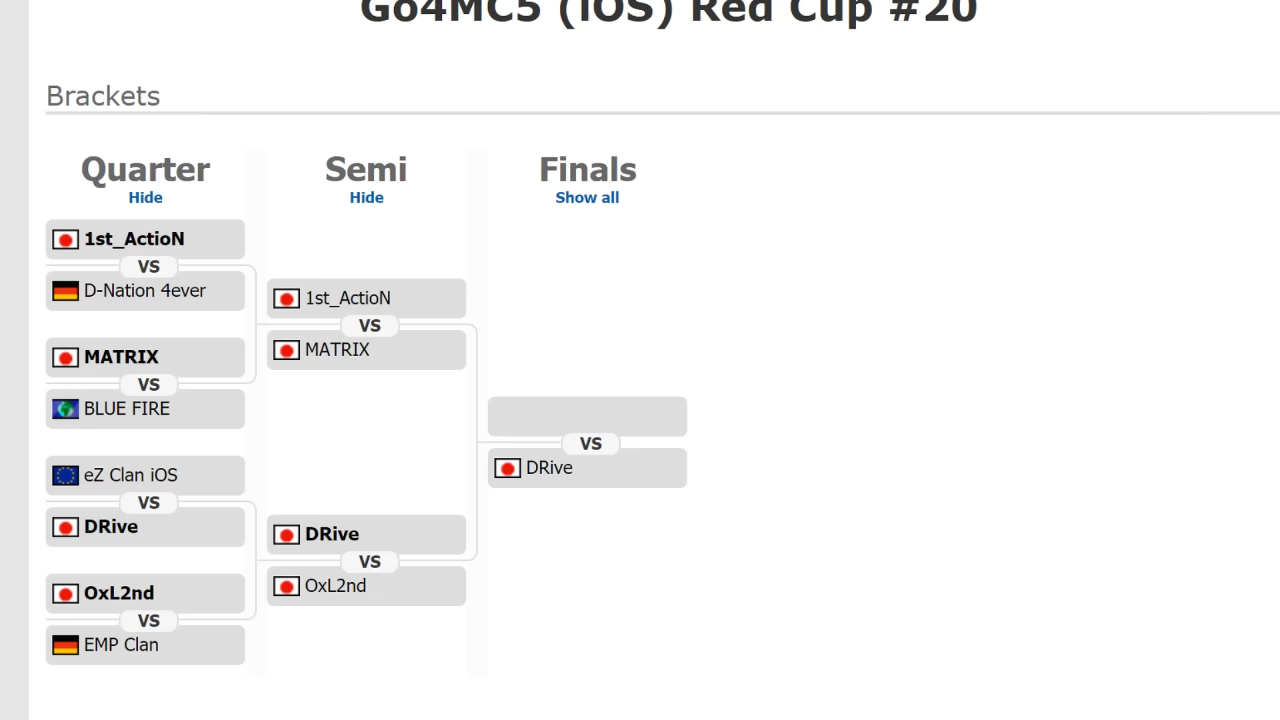 Go4MC5 (iOS) Red Cup #20
Brackets
Quarter
Hide
1st_ActioN
VS
D-Nation 4ever
MATRIX
VS
BLUE FIRE
eZ Clan iOS
VS
DRive
OxL2nd
VS
EMP Clan
Semi
Hide
1st_ActioN
VS
MATRIX
DRive
VS
OxL2nd
Finals
Show all
VS
DRive